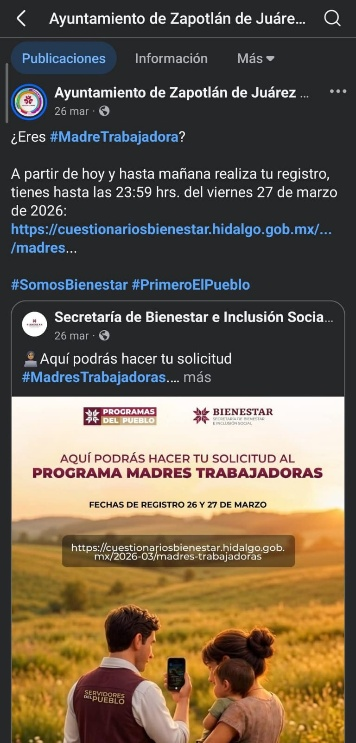 Ayuntamiento de Zapotlán de Juáre...
Publicaciones
Información
Más
Ayuntamiento de Zapotlán de Juárez ...
26 mar ·
¿Eres #MadreTrabajadora?
A partir de hoy y hasta mañana realiza tu registro,
tienes hasta las 23:59 hrs. del viernes 27 de marzo
de 2026:
https://cuestionariosbienestar.hidalgo.gob.mx/...
/madres...
#SomosBienestar #PrimeroElPueblo
Secretaría de Bienestar e Inclusión Socia...
26 mar ·
Aquí podrás hacer tu solicitud
#MadresTrabajadoras.... más
PROGRAMAS
DEL PUEBLO
BIENESTAR
SECRETARÍA DE BIENESTAR
E INCLUSIÓN SOCIAL
AQUÍ PODRÁS HACER TU SOLICITUD AL
PROGRAMA MADRES TRABAJADORAS
FECHAS DE REGISTRO 26 Y 27 DE MARZO
https://cuestionariosbienestar.hidalgo.gob.
mx/2026-03/madres-trabajadoras
SERVIDORES
DEL PUEBLO